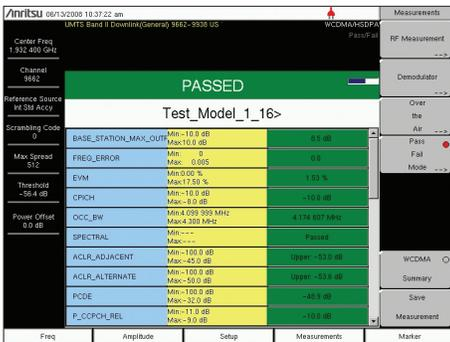 Anritsu 06/13/2008 10:37:22 am
UMTS Band II Downlink(General) 9662-9938 US
WCDMA/HSDPA
Pass/Fail
Center Freq
1.932 400 GHz
Channel
9662
Reference Source
Int Std Accy
Scrambling Code
0
Max Spread
512
Threshold
-56.4 dB
Power Offset
0.0 dB
PASSED
Test_Model_1_16>
BASE_STATION_MAX_OUTP Min:-10.0 dB Max:10.0 dB 0.5 dB
FREQ_ERROR Min: 0 Max: 0.005 0.0
EVM Min:0.00 % Max:17.50 % 1.53 %
CPICH Min:-10.0 dB Max:-8.0 dB -10.0 dB
OCC_BW Min:4.099 999 MHz Max:4.300 MHz 4.174 607 MHz
SPECTRAL Min:--- Max:--- Passed
ACLR_ADJACENT Min:-100.0 dB Max:-45.0 dB Upper: -53.0 dB
ACLR_ALTERNATE Min:-100.0 dB Max:-50.0 dB Upper: -53.8 dB
PCDE Min:-100.0 dB Max:-32.0 dB -48.9 dB
P_CCPCH_REL Min:-11.0 dB Max:-9.0 dB -10.0 dB
Measurements
RF Measurement
-->
Demodulator
-->
Over
the
Air -->
Pass
Fail
Mode -->
WCDMA
Summary
Save
Measurement
Freq Amplitude Setup Measurements Marker